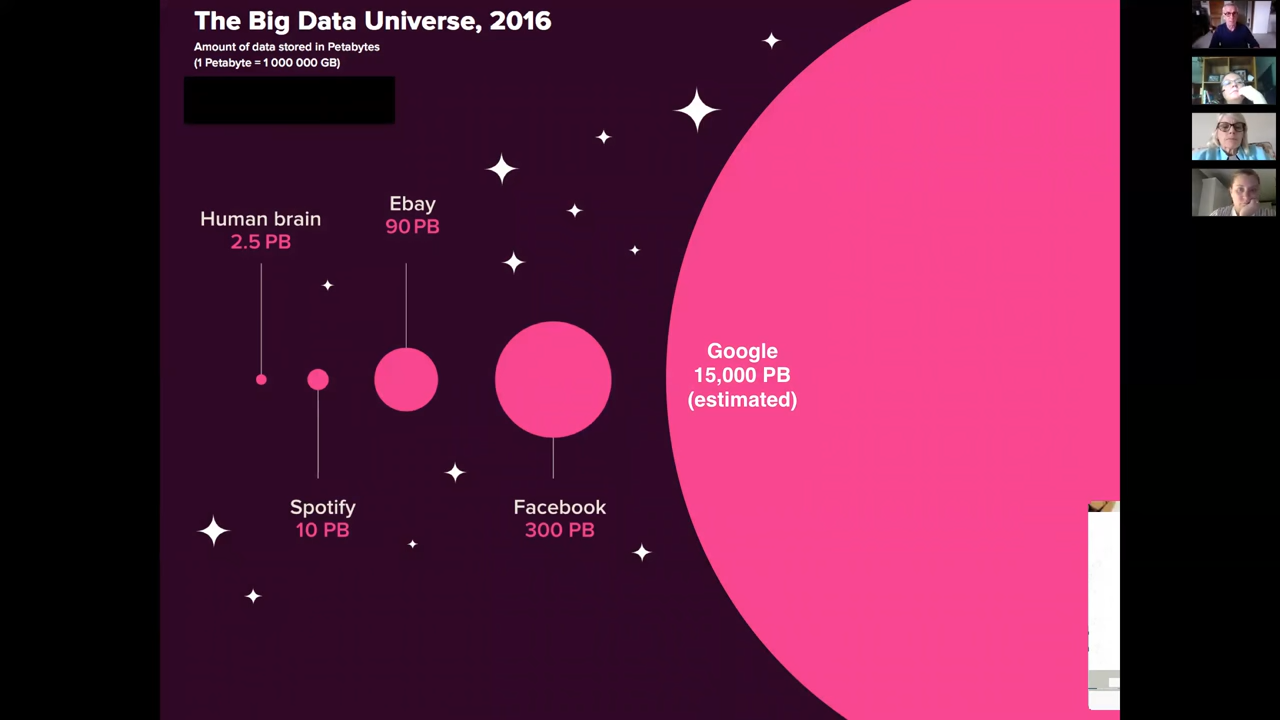 The Big Data Universe, 2016
Amount of data stored in Petabytes
(1 Petabyte = 1 000 000 GB)
Human brain
2.5 PB
Ebay
90 PB
Google
15,000 PB
(estimated)
Spotify
10 PB
Facebook
300 PB